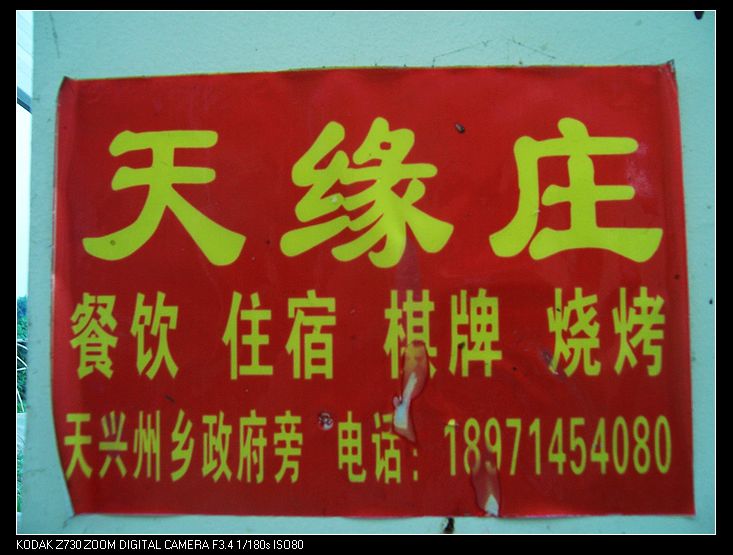 天缘庄
餐饮 住宿 棋牌 烧烤
天兴州乡政府旁 电话：18971454080
KODAK Z730 ZOOM DIGITAL CAMERA F3.4 1/180s ISO80